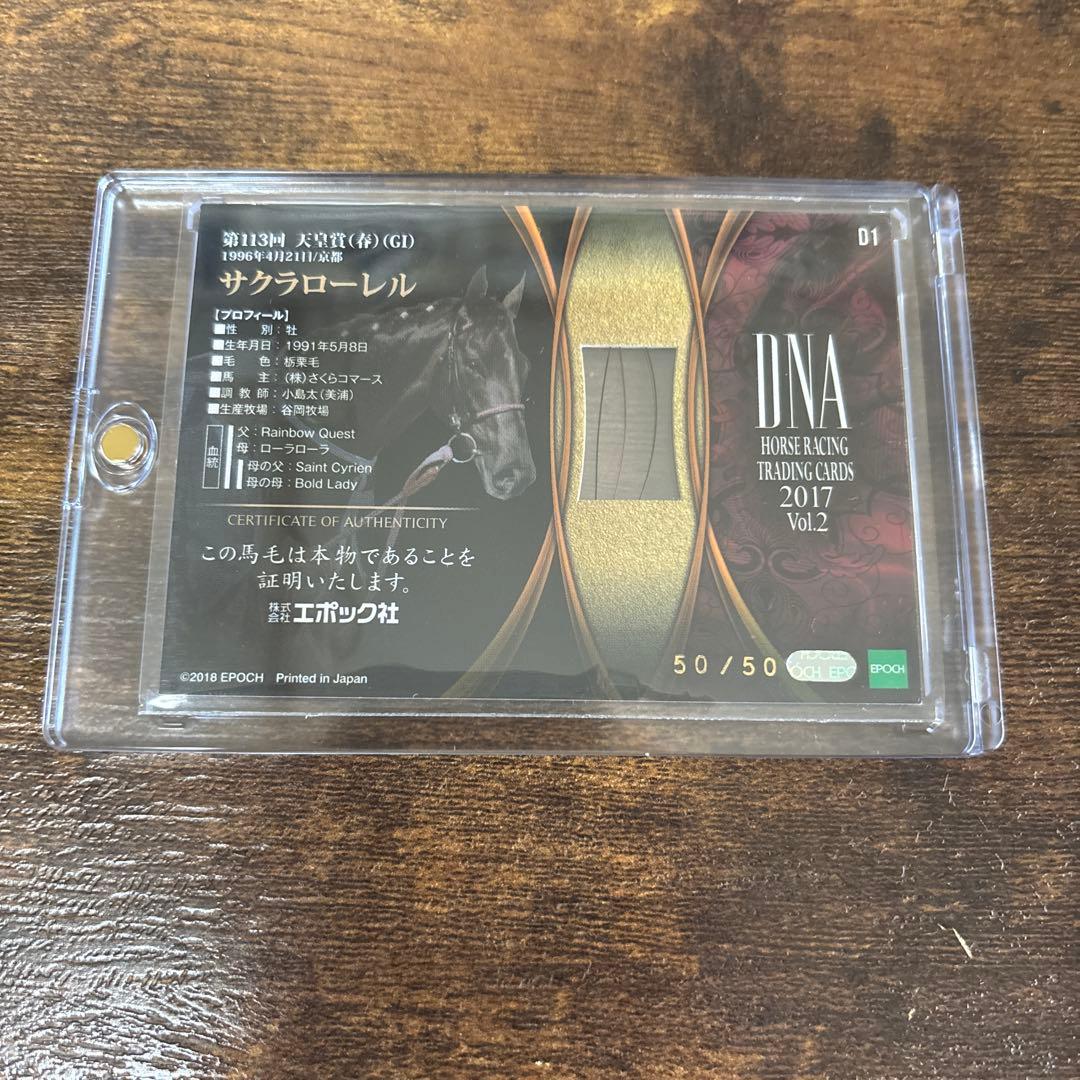 第113回 天皇賞(春)(GI)
1996年4月21日/京都
サクラローレル
【プロフィール】
■性 別：牡
■生年月日：1991年5月8日
■毛 色：栃栗毛
■馬 主：(株)さくらコマース
■調教師：小島太(美浦)
■生産牧場：谷岡牧場
血統
父：Rainbow Quest
母：ローラローラ
母の父：Saint Cyrien
母の母：Bold Lady
CERTIFICATE OF AUTHENTICITY
この馬毛は本物であることを
証明いたします。
株式会社 エポック社
©2018 EPOCH Printed in Japan
01
DNA
HORSE RACING
TRADING CARDS
2017
Vol.2
50/50
EPOCH